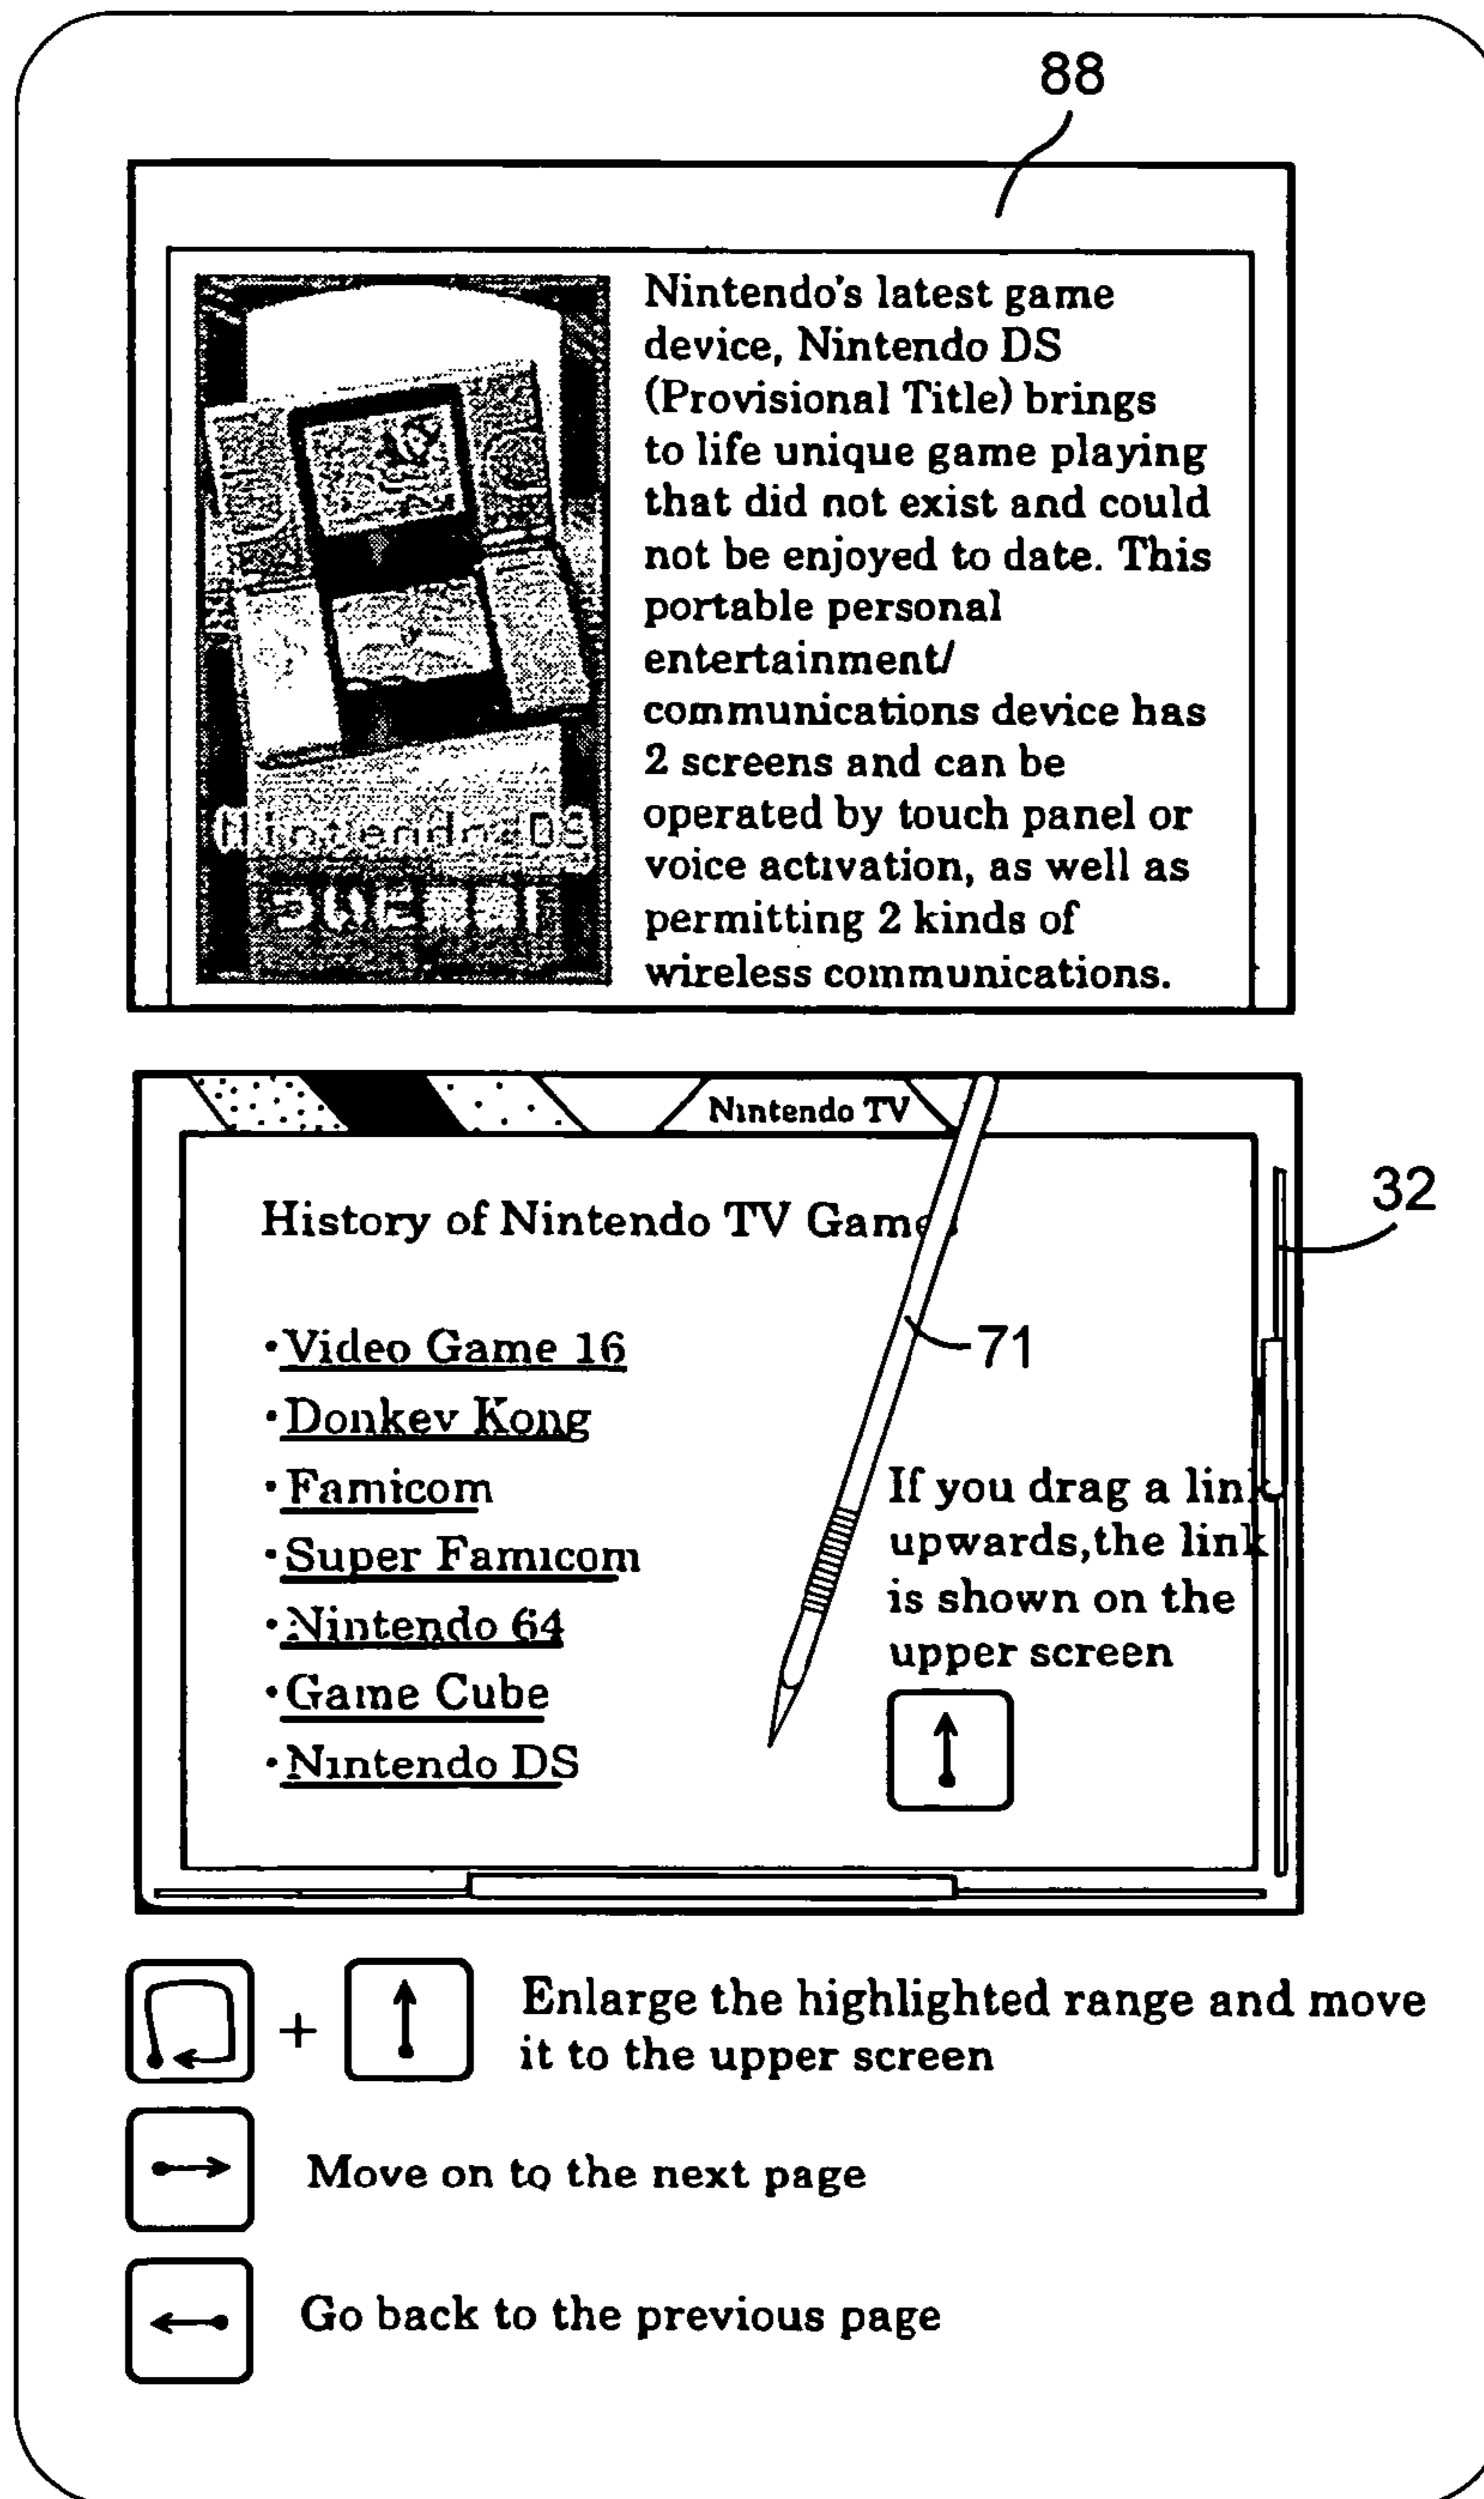 88
Nintendo's latest game
device, Nintendo DS
(Provisional Title) brings
to life unique game playing
that did not exist and could
not be enjoyed to date. This
portable personal
entertainment/
communications device has
2 screens and can be
operated by touch panel or
voice activation, as well as
permitting 2 kinds of
wireless communications.
Nintendo DS
Nintendo TV
32
History of Nintendo TV Game
71
·Video Game 16
·Donkey Kong
·Famicom
·Super Famicom
·Nintendo 64
·Game Cube
·Nintendo DS
If you drag a link
upwards,the link
is shown on the
upper screen
+
Enlarge the highlighted range and move
it to the upper screen
Move on to the next page
Go back to the previous page